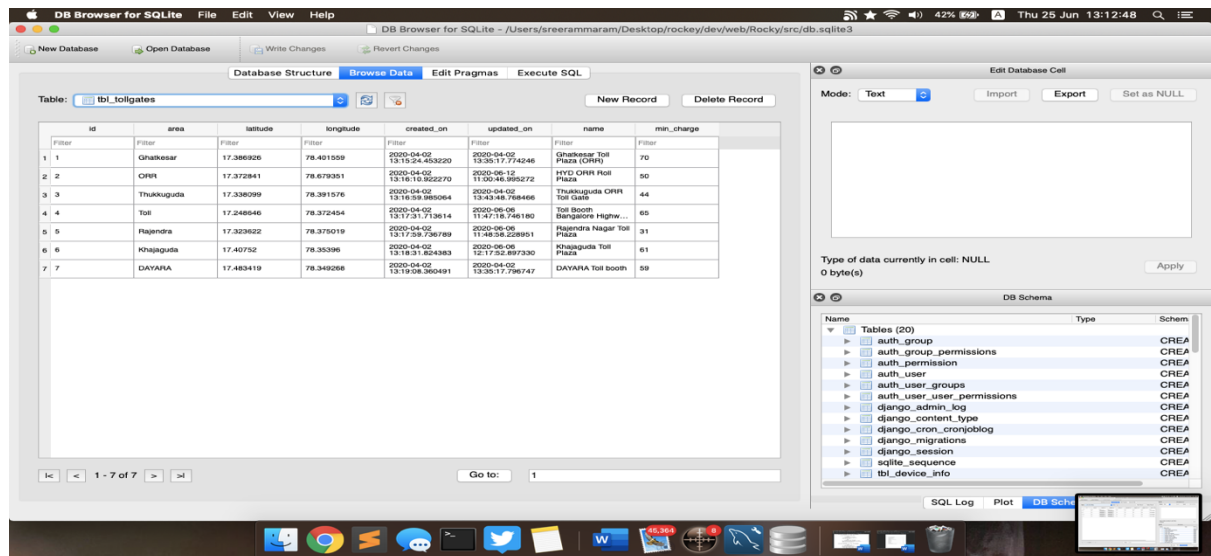 DB Browser for SQLite File Edit View Help 42% A Thu 25 Jun 13:12:48
DB Browser for SQLite - /Users/sreerammaram/Desktop/rockey/dev/web/Rocky/src/db.sqlite3
New Database Open Database Write Changes Revert Changes
Database Structure Browse Data Edit Pragmas Execute SQL
Table: tbl_tollgates New Record Delete Record
id area latitude longitude created_on updated_on name min_charge
Filter Filter Filter Filter Filter Filter Filter Filter
1 1 Ghatkesar 17.386926 78.401559 2020-04-02 13:15:24.453220 2020-04-02 13:35:17.774246 Ghatkesar Toll Plaza (ORR) 70
2 2 ORR 17.372841 78.679351 2020-04-02 13:16:10.922270 2020-06-12 11:00:46.995272 HYD ORR Roll Plaza 50
3 3 Thukkuguda 17.338099 78.391576 2020-04-02 13:16:59.985064 2020-04-02 13:43:48.768466 Thukkuguda ORR Toll Gate 44
4 4 Toll 17.248646 78.372454 2020-04-02 13:17:31.713614 2020-06-06 11:47:18.746180 Toll Booth Bangalore Highw... 65
5 5 Rajendra 17.323622 78.375019 2020-04-02 13:17:59.736789 2020-06-06 11:48:58.228951 Rajendra Nagar Toll Plaza 31
6 6 Khajaguda 17.40752 78.35396 2020-04-02 13:18:31.824383 2020-06-06 12:17:52.897330 Khajaguda Toll Plaza 61
7 7 DAYARA 17.483419 78.349268 2020-04-02 13:19:08.360491 2020-04-02 13:35:17.796747 DAYARA Toll booth 59
1 - 7 of 7 Go to: 1
Edit Database Cell
Mode: Text Import Export Set as NULL
Type of data currently in cell: NULL
0 byte(s)
Apply
DB Schema
Name Type Schem
Tables (20)
auth_group CREA
auth_group_permissions CREA
auth_permission CREA
auth_user CREA
auth_user_groups CREA
auth_user_user_permissions CREA
django_admin_log CREA
django_content_type CREA
django_cron_cronjoblog CREA
django_migrations CREA
django_session CREA
sqlite_sequence CREA
tbl_device_info CREA
SQL Log Plot DB Sche
W 45,364 8